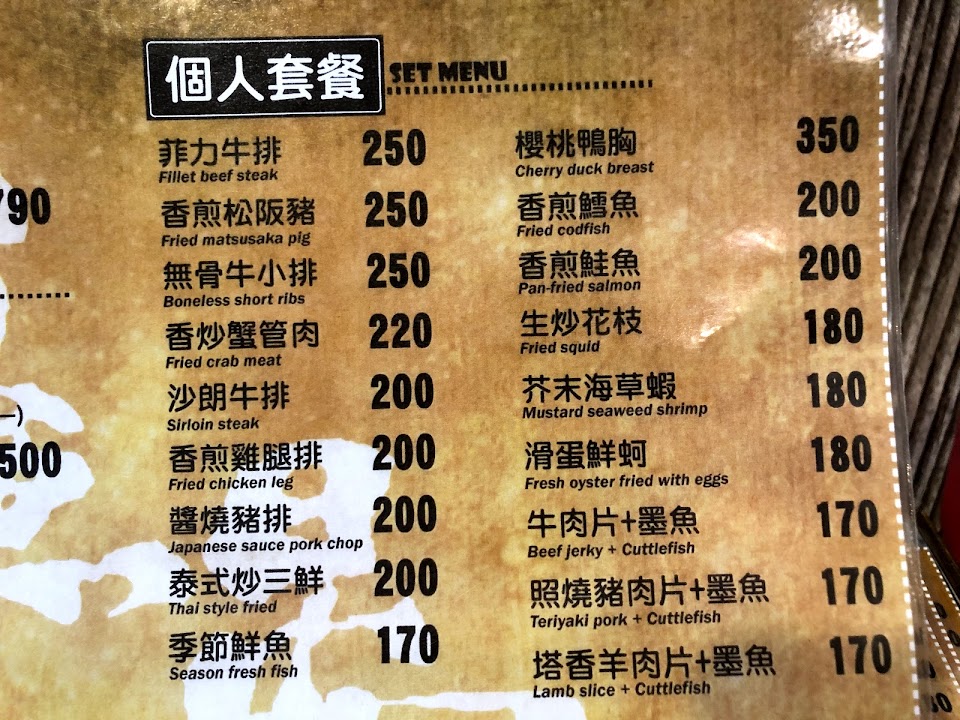 個人套餐 SET MENU
菲力牛排 250
Fillet beef steak
香煎松阪豬 250
Fried matsusaka pig
無骨牛小排 250
Boneless short ribs
香炒蟹管肉 220
Fried crab meat
沙朗牛排 200
Sirloin steak
香煎雞腿排 200
Fried chicken leg
醬燒豬排 200
Japanese sauce pork chop
泰式炒三鮮 200
Thai style fried
季節鮮魚 170
Season fresh fish
櫻桃鴨胸 350
Cherry duck breast
香煎鱈魚 200
Fried codfish
香煎鮭魚 200
Pan-fried salmon
生炒花枝 180
Fried squid
芥末海草蝦 180
Mustard seaweed shrimp
滑蛋鮮蚵 180
Fresh oyster fried with eggs
牛肉片+墨魚 170
Beef jerky + Cuttlefish
照燒豬肉片+墨魚 170
Teriyaki pork + Cuttlefish
塔香羊肉片+墨魚 170
Lamb slice + Cuttlefish
790
500